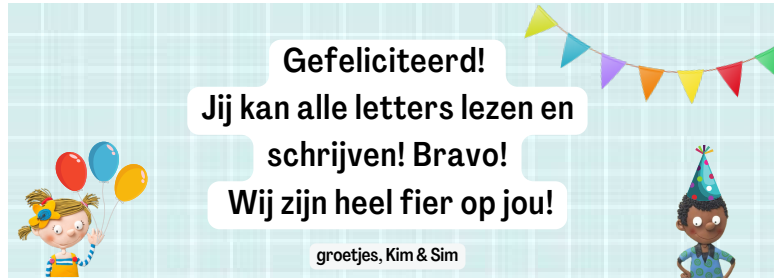 Gefeliciteerd!
Jij kan alle letters lezen en
schrijven! Bravo!
Wij zijn heel fier op jou!
groetjes, Kim & Sim